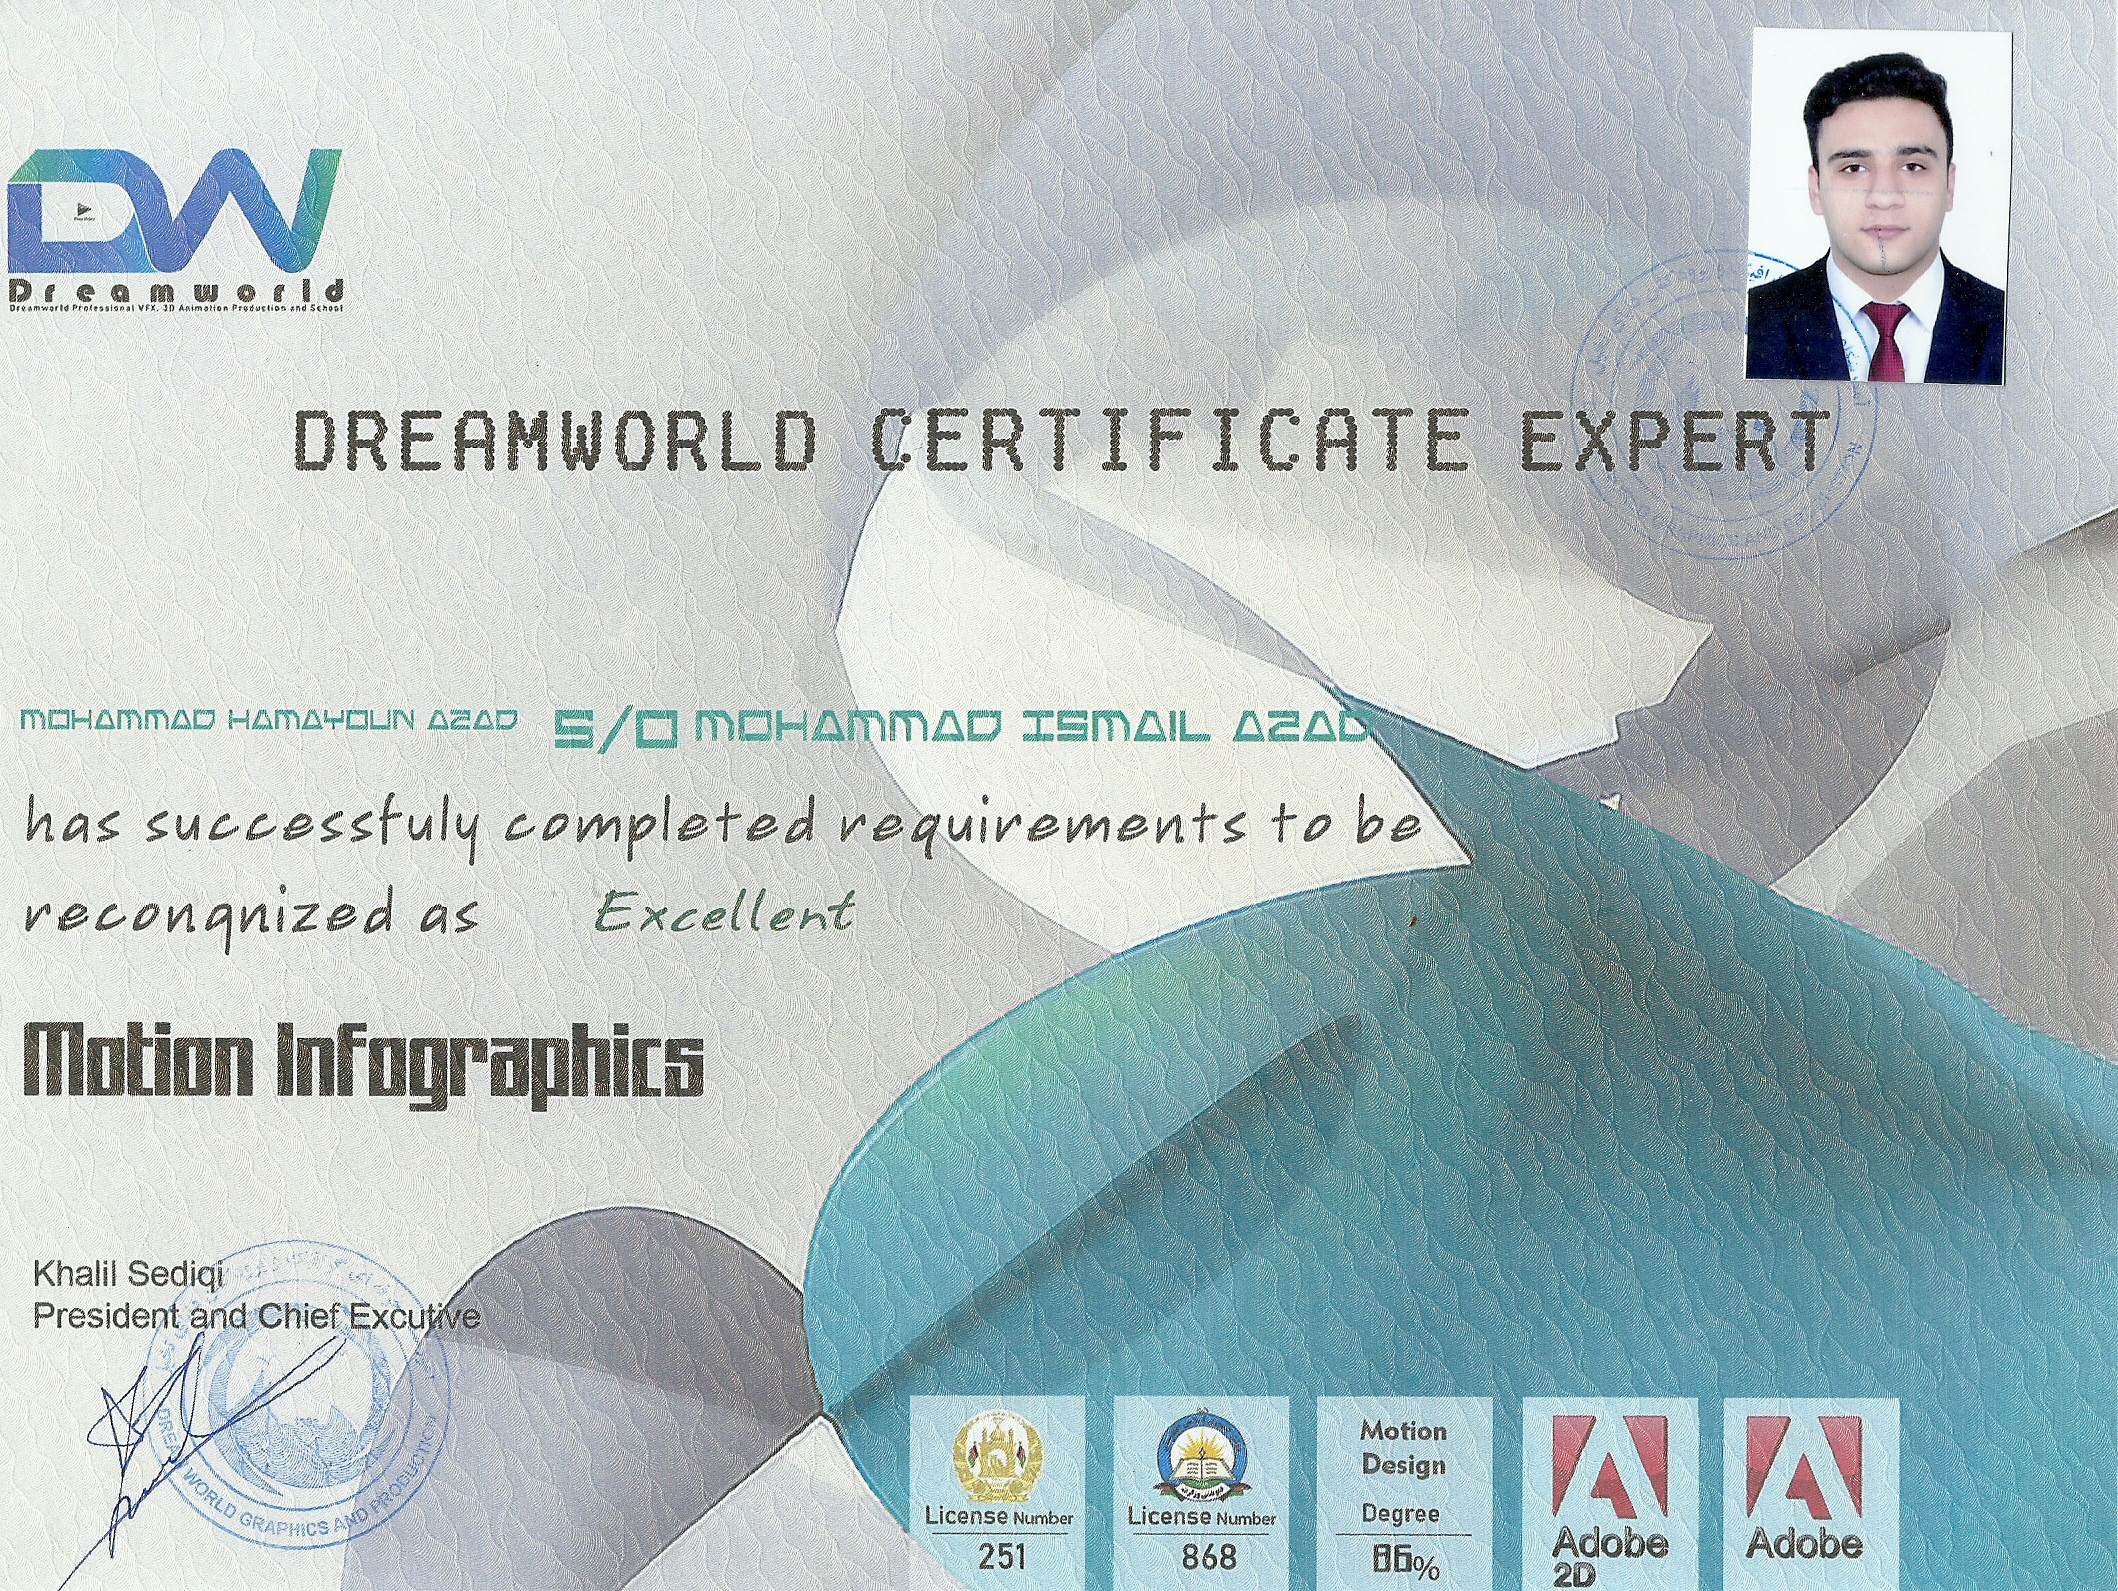 DW
Dreamworld
Dreamworld Professional VFX, 3D Animation Production and School
DREAMWORLD CERTIFICATE EXPERT
MOHAMMAD HAMAYOUN AZAD S/O MOHAMMAD ISMAIL AZAD
has successfuly completed requirements to be
reconqnized as Excellent
Motion Infographics
Khalil Sediqi
President and Chief Excutive
DREAM WORLD GRAPHICS AND PRODUCTION
License Number
251
License Number
868
Motion
Design
Degree
%
Adobe
2D
Adobe